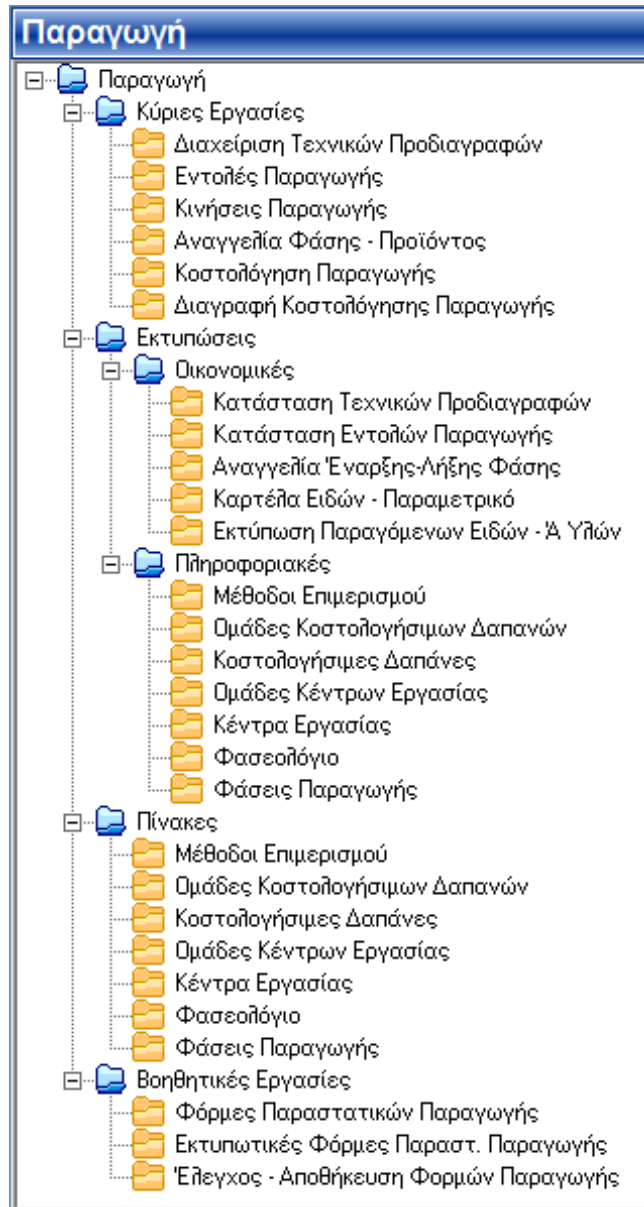 Παραγωγή
Παραγωγή
Κύριες Εργασίες
Διαχείριση Τεχνικών Προδιαγραφών
Εντολές Παραγωγής
Κινήσεις Παραγωγής
Αναγγελία Φάσης - Προϊόντος
Κοστολόγηση Παραγωγής
Διαγραφή Κοστολόγησης Παραγωγής
Εκτυπώσεις
Οικονομικές
Κατάσταση Τεχνικών Προδιαγραφών
Κατάσταση Εντολών Παραγωγής
Αναγγελία Έναρξης-Λήξης Φάσης
Καρτέλα Ειδών - Παραμετρικό
Εκτύπωση Παραγόμενων Ειδών - Ά Υλών
Πληροφοριακές
Μέθοδοι Επιμερισμού
Ομάδες Κοστολογήσιμων Δαπανών
Κοστολογήσιμες Δαπάνες
Ομάδες Κέντρων Εργασίας
Κέντρα Εργασίας
Φασεολόγιο
Φάσεις Παραγωγής
Πίνακες
Μέθοδοι Επιμερισμού
Ομάδες Κοστολογήσιμων Δαπανών
Κοστολογήσιμες Δαπάνες
Ομάδες Κέντρων Εργασίας
Κέντρα Εργασίας
Φασεολόγιο
Φάσεις Παραγωγής
Βοηθητικές Εργασίες
Φόρμες Παραστατικών Παραγωγής
Εκτυπωτικές Φόρμες Παραστ. Παραγωγής
Έλεγχος - Αποθήκευση Φορμών Παραγωγής